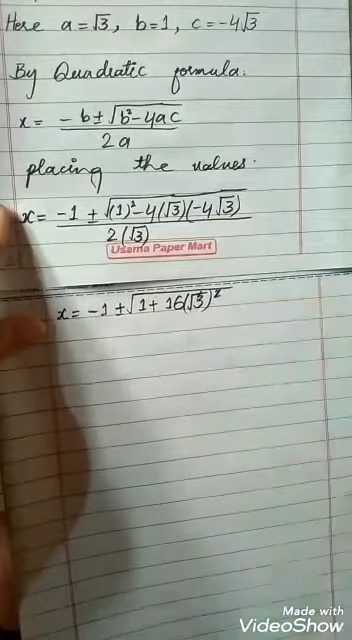 Here a = √3, b = 1, c = -4√3
By Quadratic formula.
x = -b ± √b² - 4ac
2a
placing the values.
x = -1 ± √(1)² - 4(√3)(-4√3)
2(√3)
Usama Paper Mart
x = -1 ± √1 + 16(√3)²
Made with
VideoShow